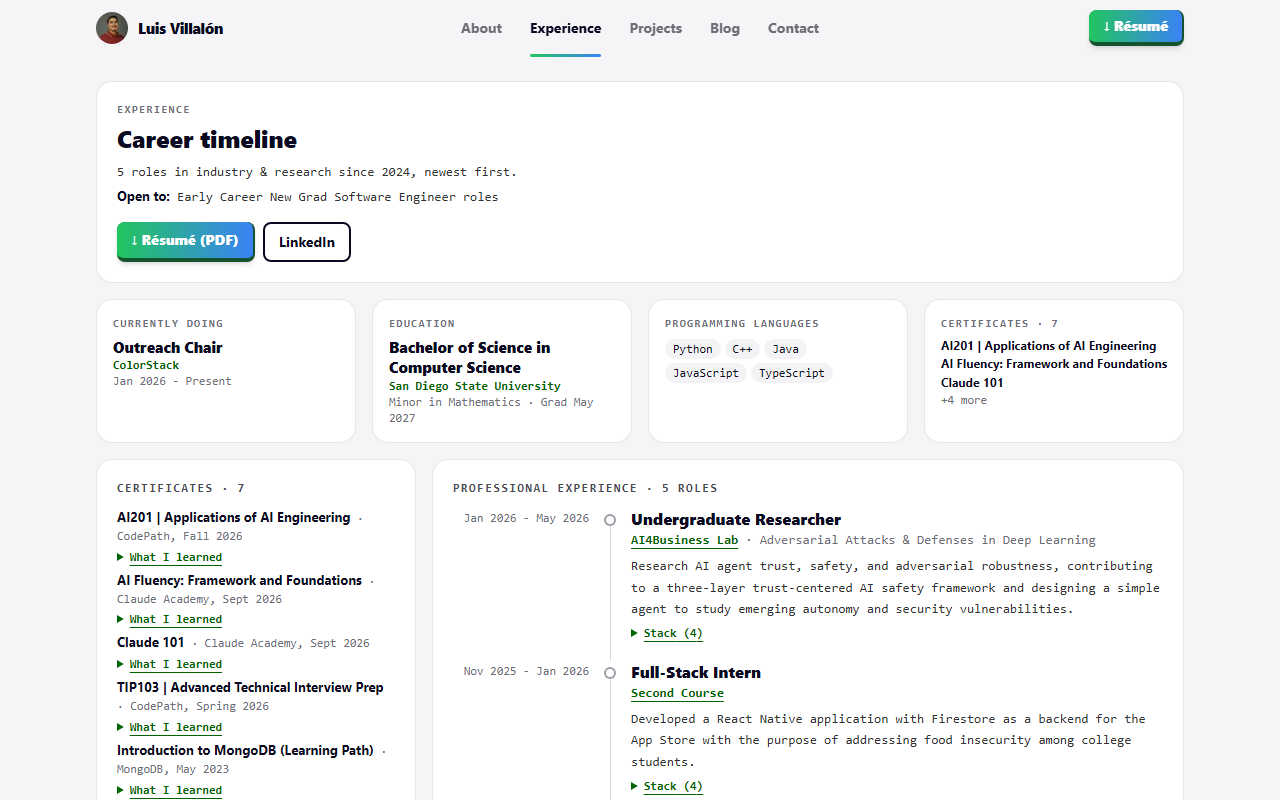 Luis Villalón
About
Experience
Projects
Blog
Contact
↓ Résumé
EXPERIENCE
Career timeline
5 roles in industry & research since 2024, newest first.
Open to: Early Career New Grad Software Engineer roles
↓ Résumé (PDF)
LinkedIn
CURRENTLY DOING
Outreach Chair
ColorStack
Jan 2026 - Present
EDUCATION
Bachelor of Science in
Computer Science
San Diego State University
Minor in Mathematics · Grad May
2027
PROGRAMMING LANGUAGES
Python C++ Java
JavaScript TypeScript
CERTIFICATES · 7
AI201 | Applications of AI Engineering
AI Fluency: Framework and Foundations
Claude 101
+4 more
CERTIFICATES · 7
AI201 | Applications of AI Engineering ·
CodePath, Fall 2026
▶ What I learned
AI Fluency: Framework and Foundations ·
Claude Academy, Sept 2026
▶ What I learned
Claude 101 · Claude Academy, Sept 2026
▶ What I learned
TIP103 | Advanced Technical Interview Prep
· CodePath, Spring 2026
▶ What I learned
Introduction to MongoDB (Learning Path) ·
MongoDB, May 2023
▶ What I learned
PROFESSIONAL EXPERIENCE · 5 ROLES
Jan 2026 - May 2026
Undergraduate Researcher
AI4Business Lab · Adversarial Attacks & Defenses in Deep Learning
Research AI agent trust, safety, and adversarial robustness, contributing
to a three-layer trust-centered AI safety framework and designing a simple
agent to study emerging autonomy and security vulnerabilities.
▶ Stack (4)
Nov 2025 - Jan 2026
Full-Stack Intern
Second Course
Developed a React Native application with Firestore as a backend for the
App Store with the purpose of addressing food insecurity among college
students.
▶ Stack (4)